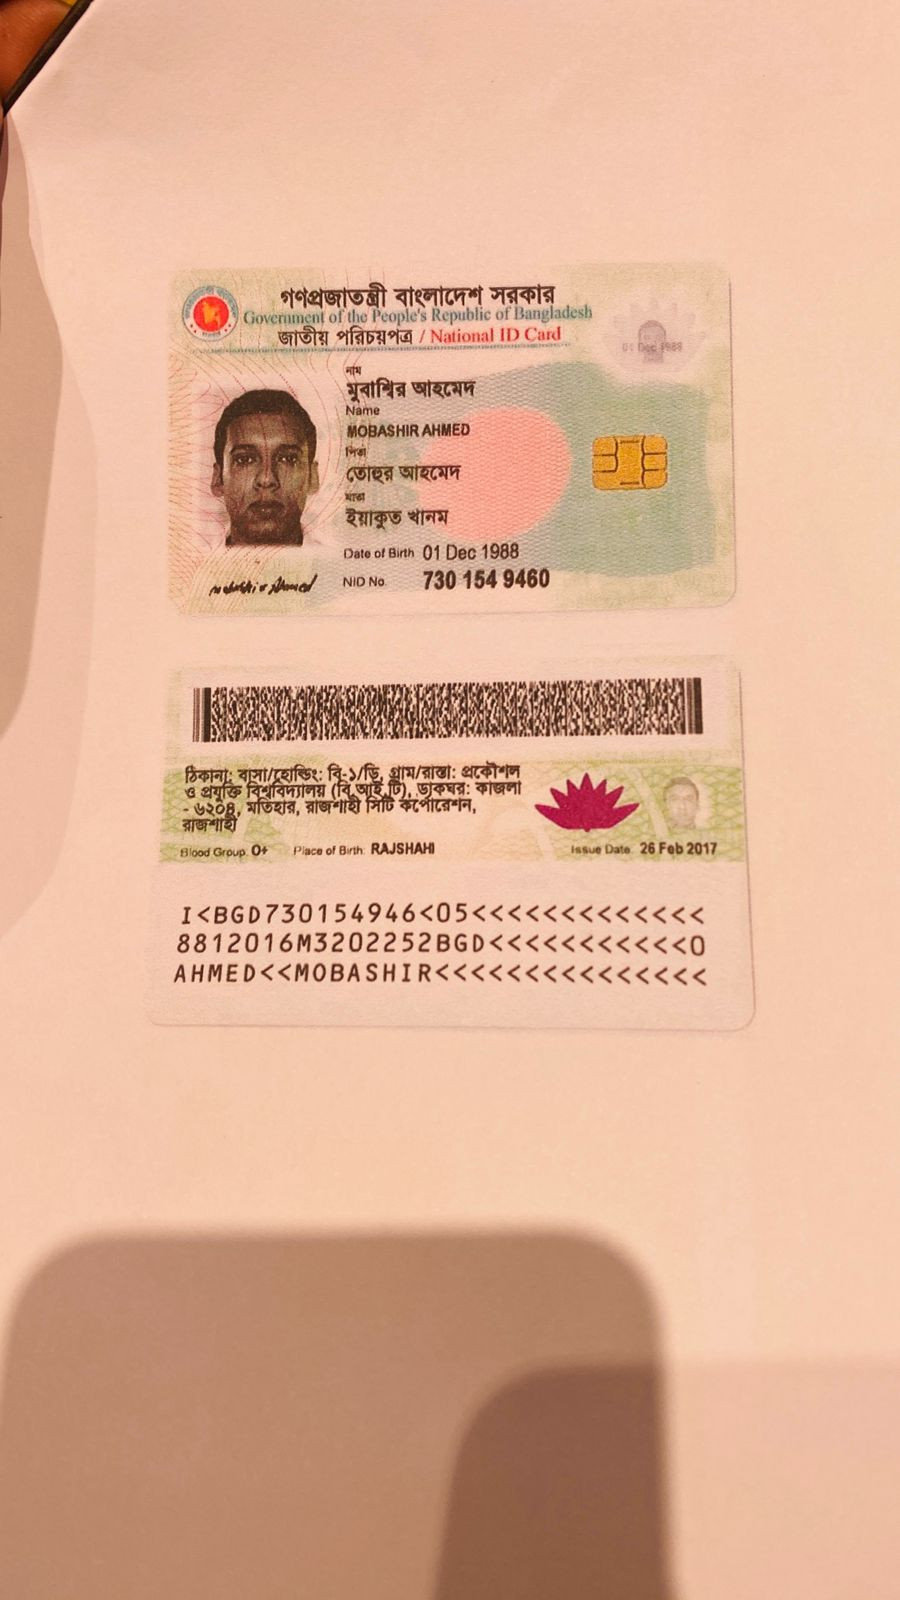 গণপ্রজাতন্ত্রী বাংলাদেশ সরকার
Government of the People's Republic of Bangladesh
জাতীয় পরিচয়পত্র / National ID Card
01 Dec 1988
নাম
মুবাশ্বির আহমেদ
Name
MOBASHIR AHMED
পিতা
তোহুর আহমেদ
মাতা
ইয়াকুত খানম
Date of Birth 01 Dec 1988
NID No. 730 154 9460
ঠিকানা: বাসা/হোল্ডিং: বি-১/ডি, গ্রাম/রাস্তা: প্রকৌশল
ও প্রযুক্তি বিশ্ববিদ্যালয় (বি,আই,টি), ডাকঘর: কাজলা
- ৬২০৪, মতিহার, রাজশাহী সিটি কর্পোরেশন,
রাজশাহী
Blood Group: O+ Place of Birth: RAJSHAHI Issue Date: 26 Feb 2017
I<BGD730154946<05<<<<<<<<<<<<<
8812016M3202252BGD<<<<<<<<<<<0
AHMED<<MOBASHIR<<<<<<<<<<<<<<<